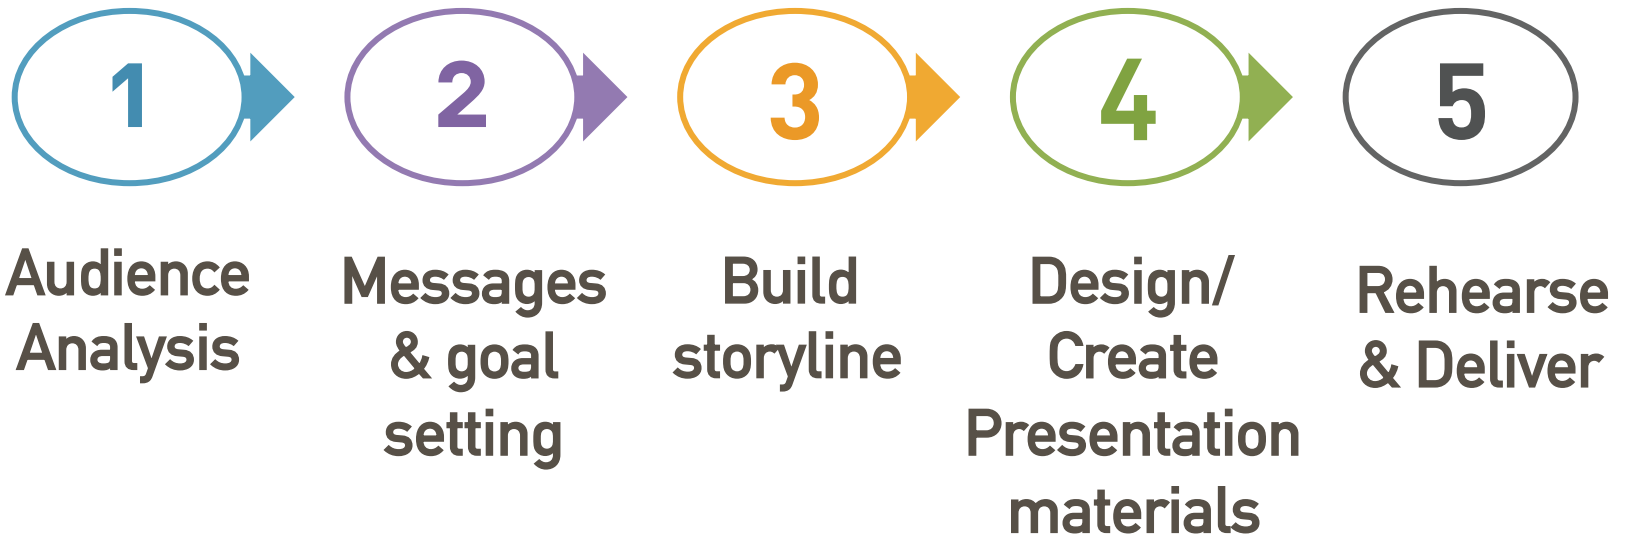 1
2
3
4
5
Audience
Analysis
Messages
& goal
setting
Build
storyline
Design/
Create
Presentation
materials
Rehearse
& Deliver